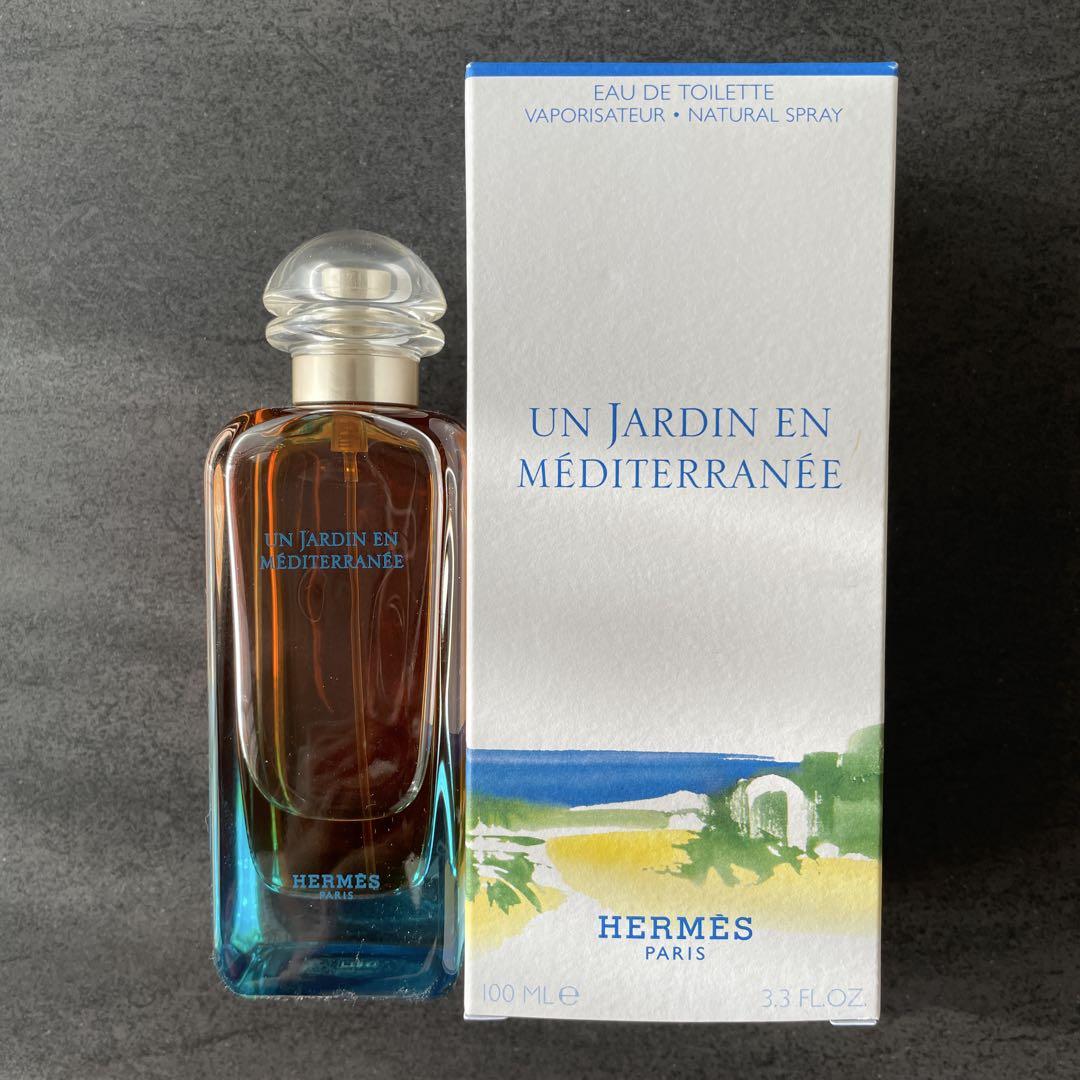 EAU DE TOILETTE
VAPORISATEUR • NATURAL SPRAY
UN JARDIN EN
MÉDITERRANÉE
HERMÈS
PARIS
100 ML e
3.3 FL.OZ.
UN JARDIN EN
MÉDITERRANÉE
HERMÈS
PARIS